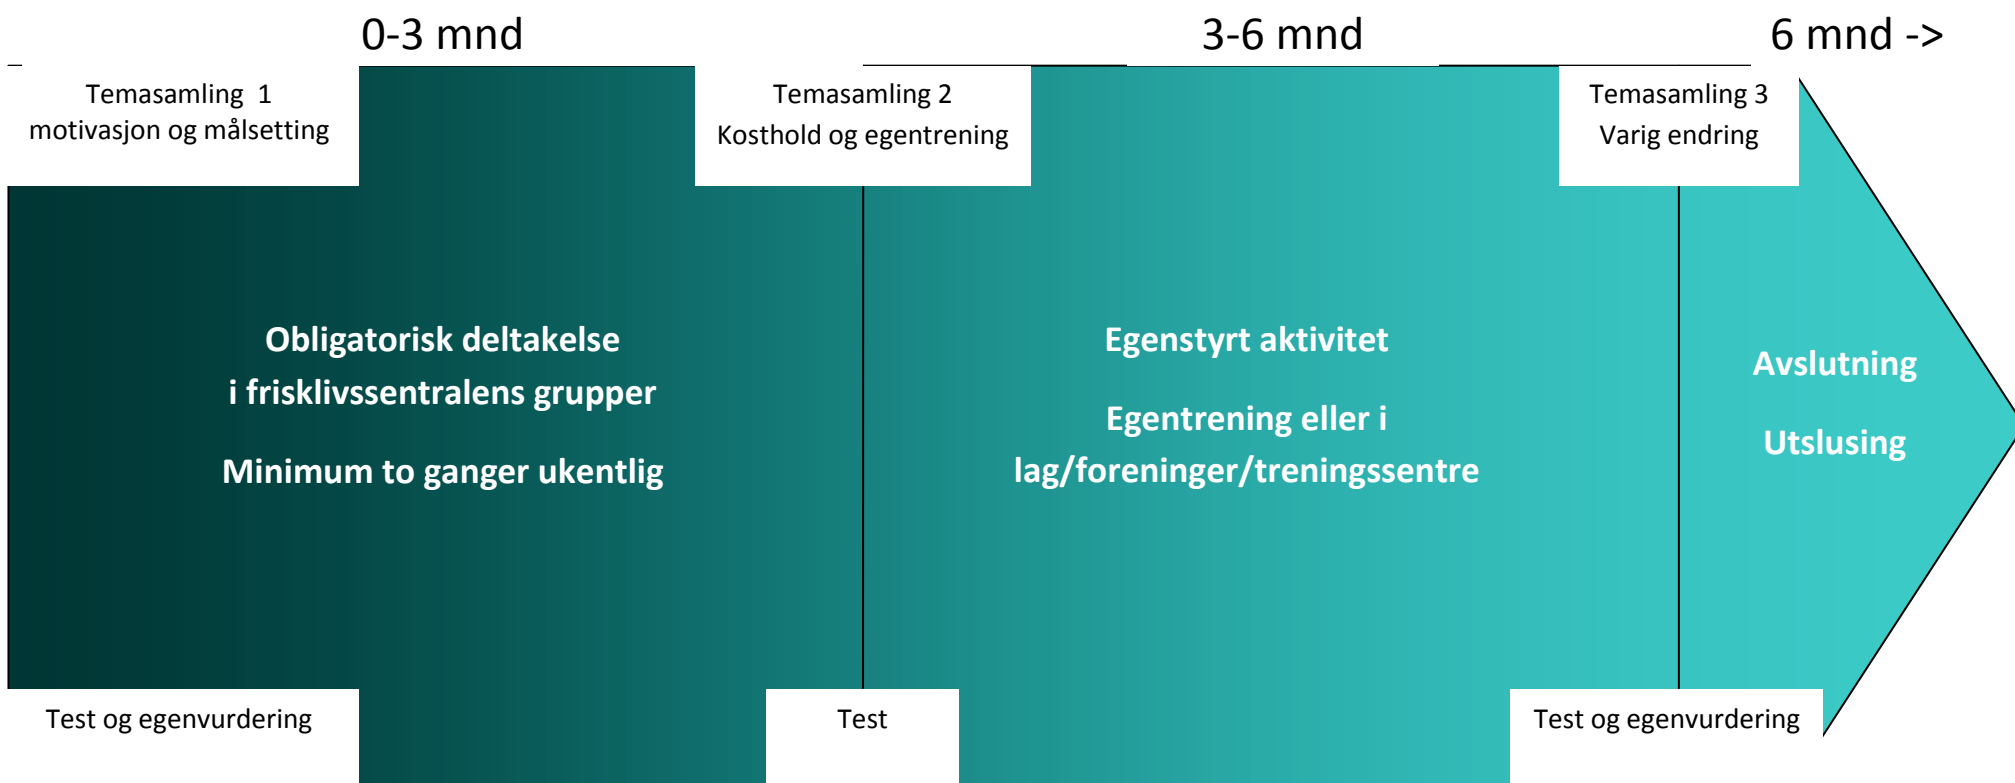 0-3 mnd
3-6 mnd
6 mnd ->
Temasamling 1
motivasjon og målsetting
Temasamling 2
Kosthold og egentrening
Temasamling 3
Varig endring
Obligatorisk deltakelse
i frisklivssentralens grupper
Minimum to ganger ukentlig
Egenstyrt aktivitet
Egentrening eller i
lag/foreninger/treningssentre
Avslutning
Utslusing
Test og egenvurdering
Test
Test og egenvurdering